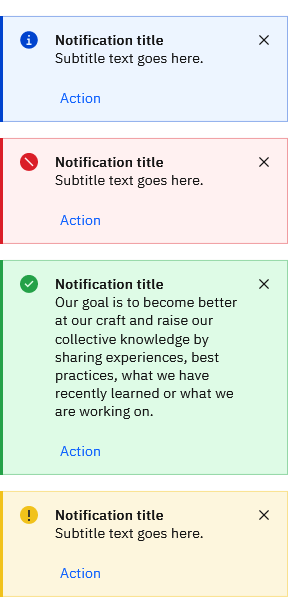 Notification title
Subtitle text goes here.
Action
Notification title
Subtitle text goes here.
Action
Notification title
Our goal is to become better
at our craft and raise our
collective knowledge by
sharing experiences, best
practices, what we have
recently learned or what we
are working on.
Action
Notification title
Subtitle text goes here.
Action